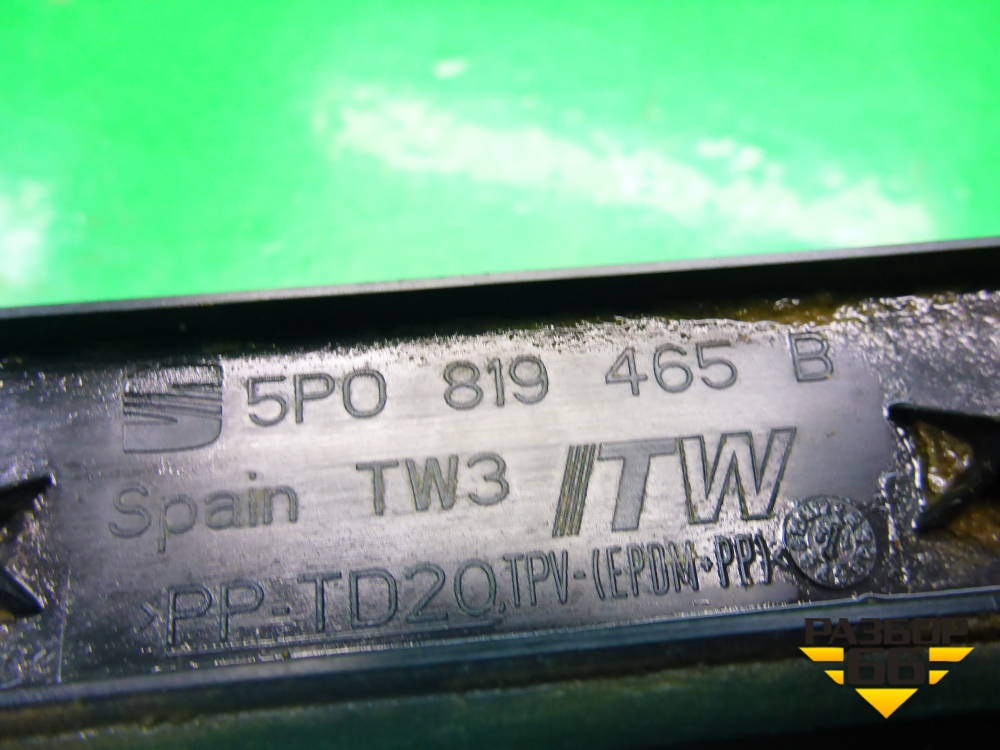 5P0 819 465 B
Spain TW3 ITW
>PP-TD20,TPV-(EPDM+PP)<
РАЗБОР
66